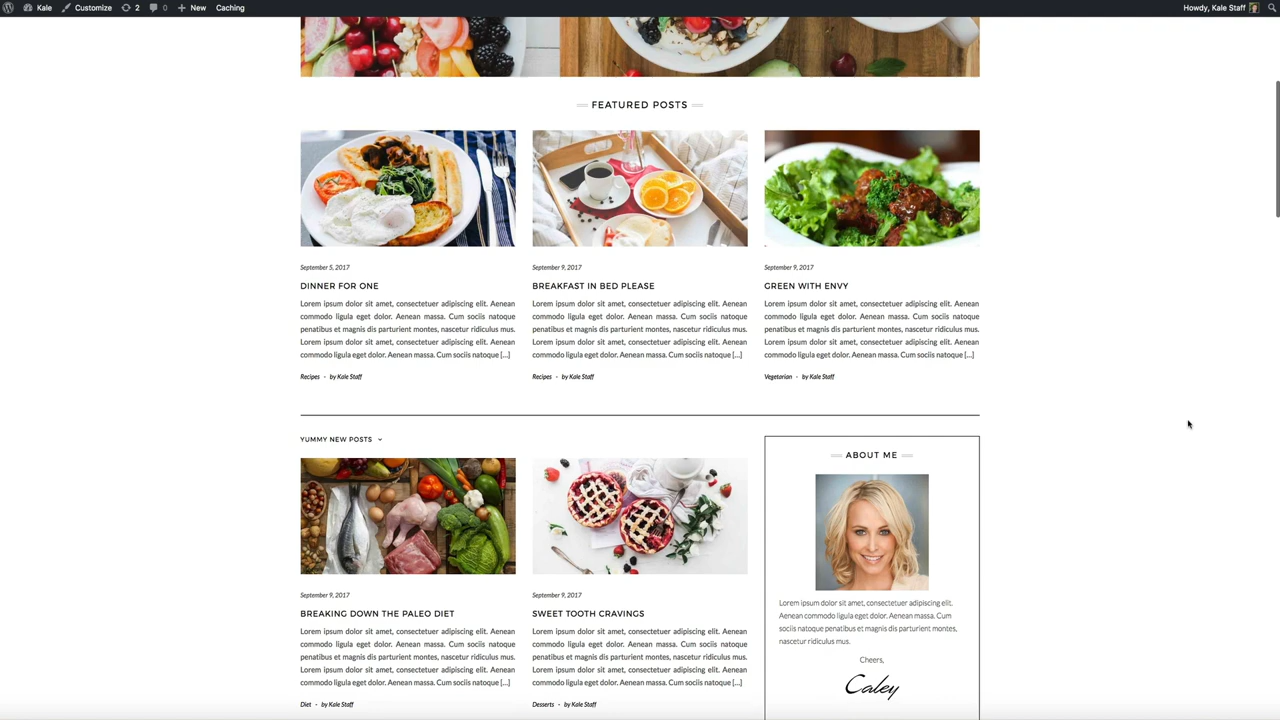 Kale Customize 2 0 New Caching Howdy, Kale Staff
FEATURED POSTS
September 5, 2017
DINNER FOR ONE
Lorem ipsum dolor sit amet, consectetuer adipiscing elit. Aenean
commodo ligula eget dolor. Aenean massa. Cum sociis natoque
penatibus et magnis dis parturient montes, nascetur ridiculus mus.
Lorem ipsum dolor sit amet, consectetuer adipiscing elit. Aenean
commodo ligula eget dolor. Aenean massa. Cum sociis natoque [...]
Recipes - by Kale Staff
September 9, 2017
BREAKFAST IN BED PLEASE
Lorem ipsum dolor sit amet, consectetuer adipiscing elit. Aenean
commodo ligula eget dolor. Aenean massa. Cum sociis natoque
penatibus et magnis dis parturient montes, nascetur ridiculus mus.
Lorem ipsum dolor sit amet, consectetuer adipiscing elit. Aenean
commodo ligula eget dolor. Aenean massa. Cum sociis natoque [...]
Recipes - by Kale Staff
September 9, 2017
GREEN WITH ENVY
Lorem ipsum dolor sit amet, consectetuer adipiscing elit. Aenean
commodo ligula eget dolor. Aenean massa. Cum sociis natoque
penatibus et magnis dis parturient montes, nascetur ridiculus mus.
Lorem ipsum dolor sit amet, consectetuer adipiscing elit. Aenean
commodo ligula eget dolor. Aenean massa. Cum sociis natoque [...]
Vegetarian - by Kale Staff
YUMMY NEW POSTS
September 9, 2017
BREAKING DOWN THE PALEO DIET
Lorem ipsum dolor sit amet, consectetuer adipiscing elit. Aenean
commodo ligula eget dolor. Aenean massa. Cum sociis natoque
penatibus et magnis dis parturient montes, nascetur ridiculus mus.
Lorem ipsum dolor sit amet, consectetuer adipiscing elit. Aenean
commodo ligula eget dolor. Aenean massa. Cum sociis natoque [...]
Diet - by Kale Staff
September 9, 2017
SWEET TOOTH CRAVINGS
Lorem ipsum dolor sit amet, consectetuer adipiscing elit. Aenean
commodo ligula eget dolor. Aenean massa. Cum sociis natoque
penatibus et magnis dis parturient montes, nascetur ridiculus mus.
Lorem ipsum dolor sit amet, consectetuer adipiscing elit. Aenean
commodo ligula eget dolor. Aenean massa. Cum sociis natoque [...]
Desserts - by Kale Staff
ABOUT ME
Lorem ipsum dolor sit amet, consectetuer adipiscing elit.
Aenean commodo ligula eget dolor. Aenean massa. Cum
sociis natoque penatibus et magnis dis parturient montes,
nascetur ridiculus mus.
Cheers,
Caley